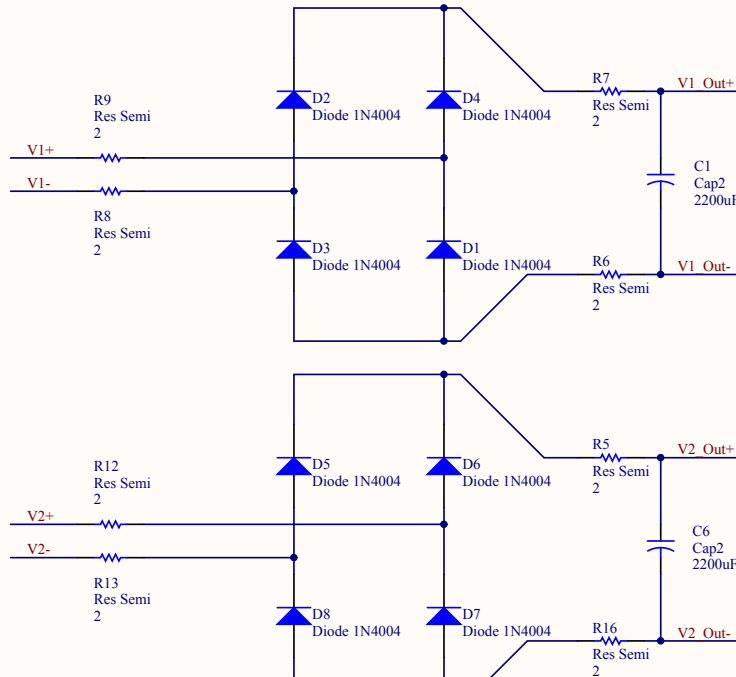 R7
Res Semi
2
V1_Out+
R9
Res Semi
2
D2
Diode 1N4004
D4
Diode 1N4004
V1+
V1-
C1
Cap2
2200uF
R8
Res Semi
2
D3
Diode 1N4004
D1
Diode 1N4004
R6
Res Semi
2
V1_Out-
R5
Res Semi
2
V2_Out+
R12
Res Semi
2
D5
Diode 1N4004
D6
Diode 1N4004
V2+
V2-
C6
Cap2
2200uF
R13
Res Semi
2
D8
Diode 1N4004
D7
Diode 1N4004
R16
Res Semi
2
V2_Out-